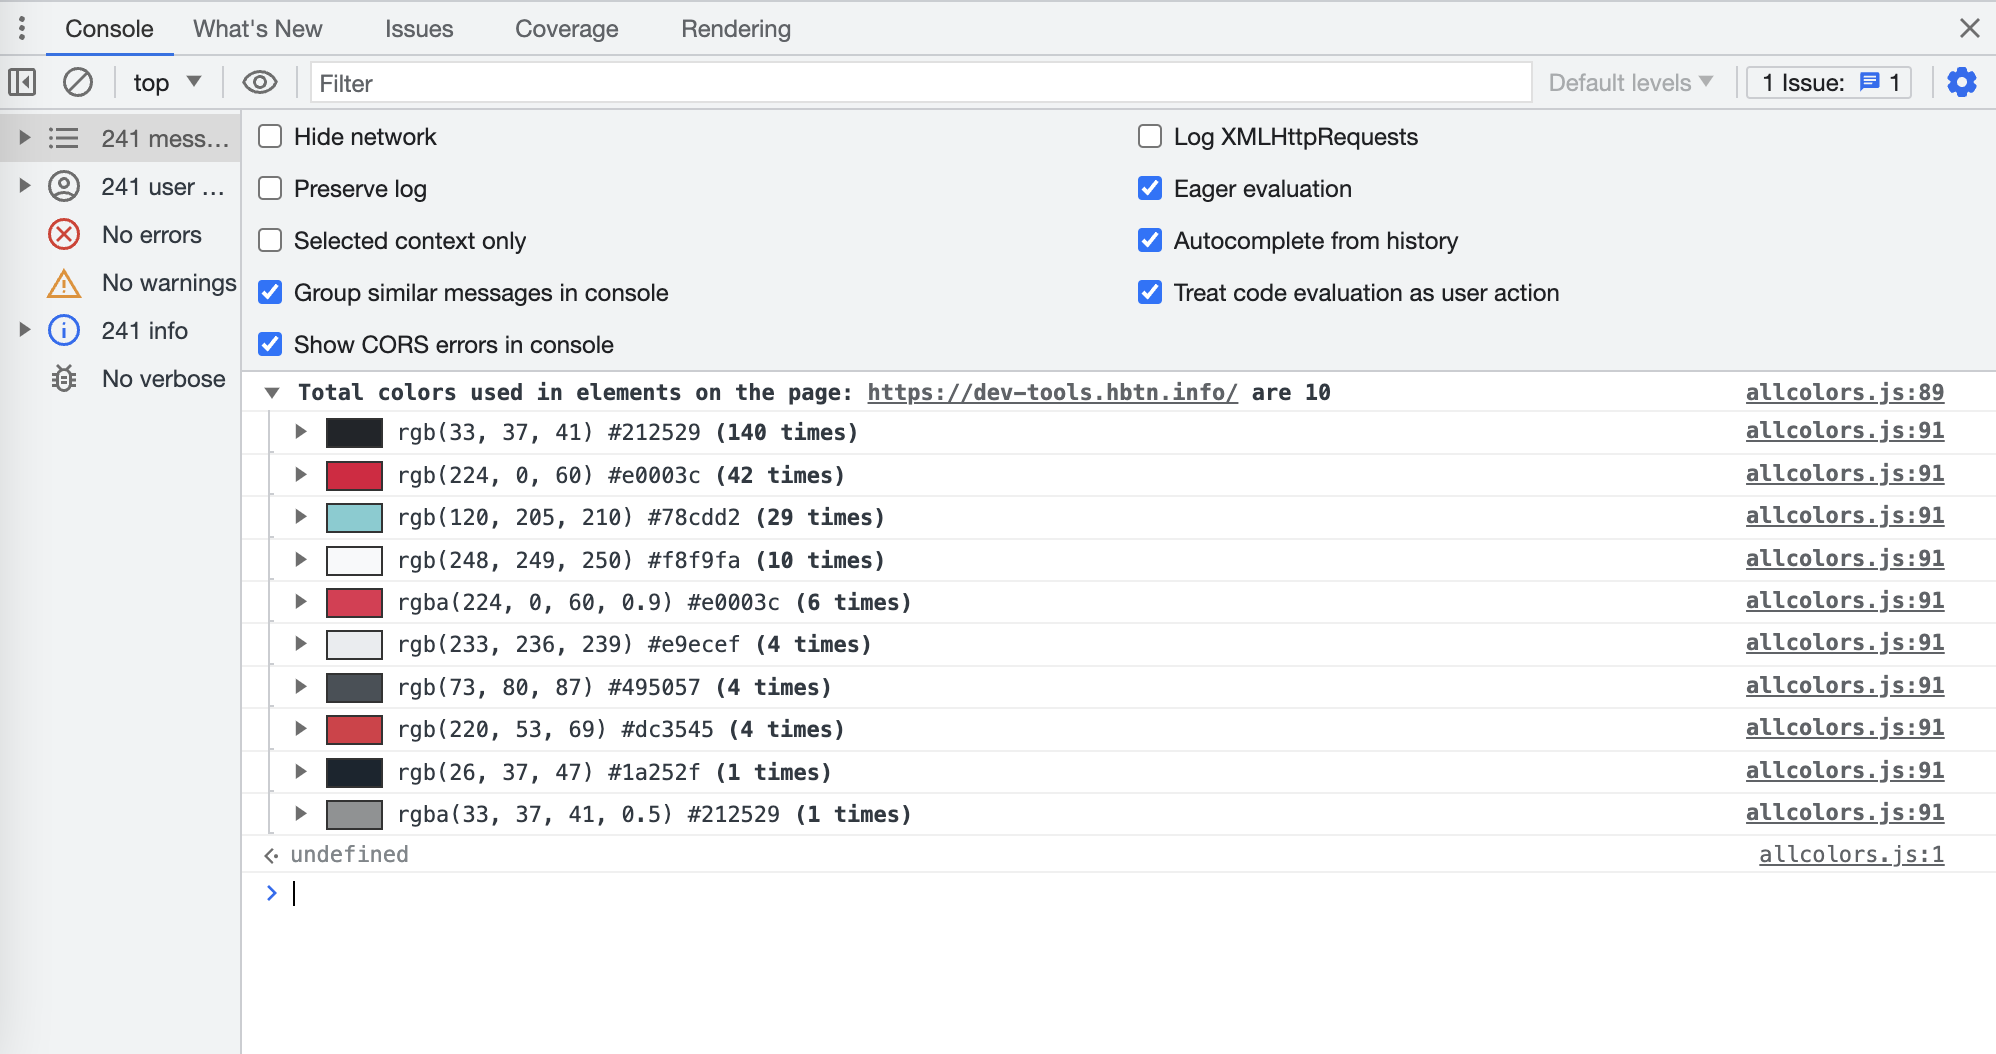 Console What's New Issues Coverage Rendering
top Filter Default levels 1 Issue: 1
241 mess...
241 user ...
No errors
No warnings
241 info
No verbose
Hide network
Log XMLHttpRequests
Preserve log
Eager evaluation
Selected context only
Autocomplete from history
Group similar messages in console
Treat code evaluation as user action
Show CORS errors in console
Total colors used in elements on the page: https://dev-tools.hbtn.info/ are 10 allcolors.js:89
rgb(33, 37, 41) #212529 (140 times) allcolors.js:91
rgb(224, 0, 60) #e0003c (42 times) allcolors.js:91
rgb(120, 205, 210) #78cdd2 (29 times) allcolors.js:91
rgb(248, 249, 250) #f8f9fa (10 times) allcolors.js:91
rgba(224, 0, 60, 0.9) #e0003c (6 times) allcolors.js:91
rgb(233, 236, 239) #e9ecef (4 times) allcolors.js:91
rgb(73, 80, 87) #495057 (4 times) allcolors.js:91
rgb(220, 53, 69) #dc3545 (4 times) allcolors.js:91
rgb(26, 37, 47) #1a252f (1 times) allcolors.js:91
rgba(33, 37, 41, 0.5) #212529 (1 times) allcolors.js:91
undefined allcolors.js:1